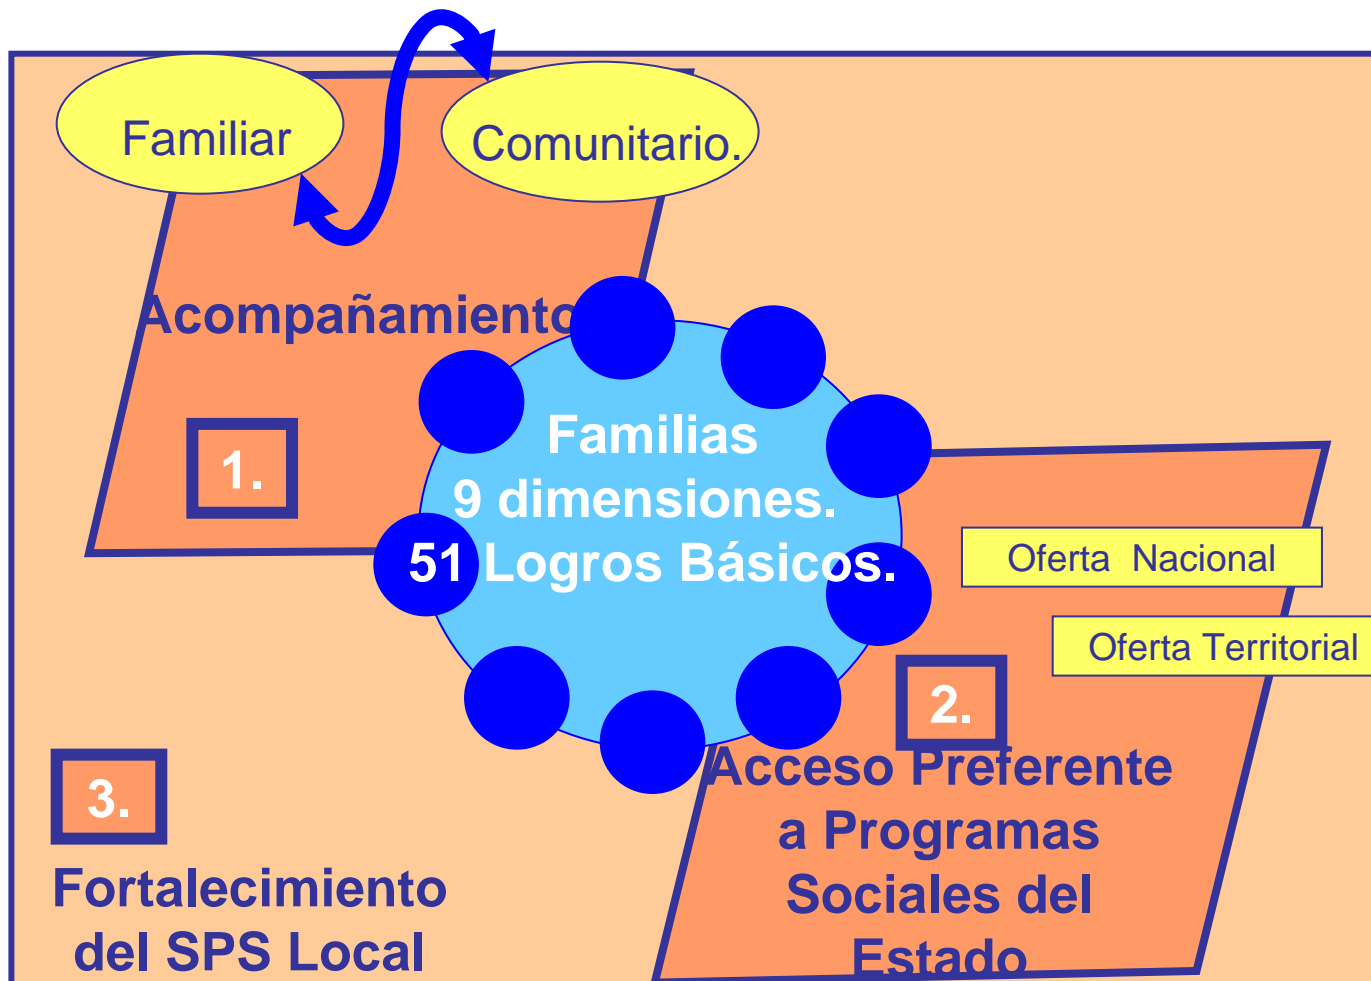 Familiar
Comunitario.
Acompañamiento
1.
Familias
9 dimensiones.
51 Logros Básicos.
Oferta Nacional
Oferta Territorial
2.
Acceso Preferente
a Programas
Sociales del
Estado
3.
Fortalecimiento
del SPS Local